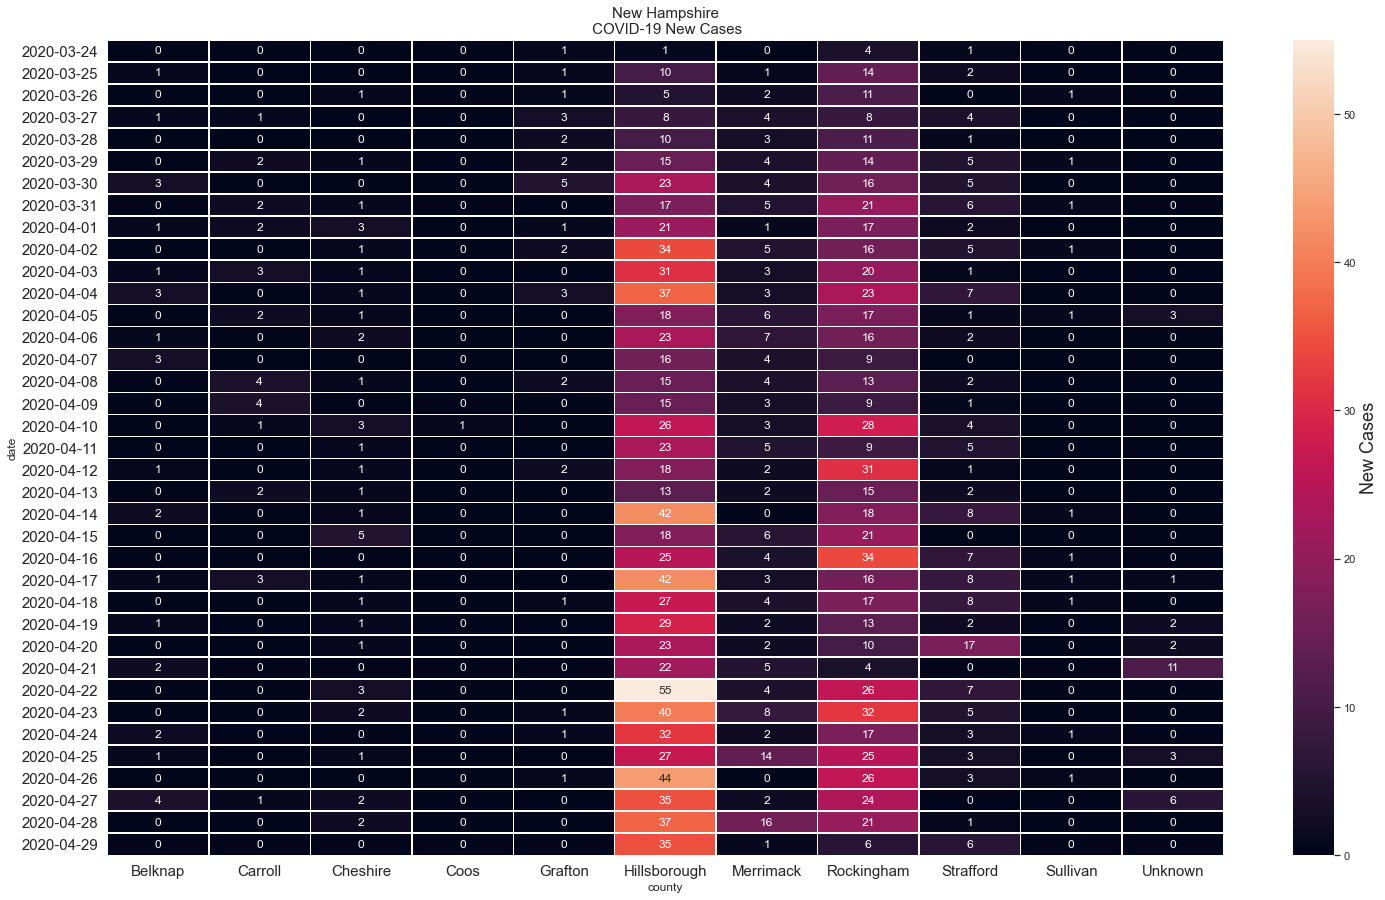 New Hampshire
COVID-19 New Cases
2020-03-24 0 0 0 0 1 1 0 4 1 0 0
2020-03-25 1 0 0 0 1 10 1 14 2 0 0
2020-03-26 0 0 1 0 1 5 2 11 0 1 0
2020-03-27 1 1 0 0 3 8 4 8 4 0 0
2020-03-28 0 0 0 0 2 10 3 11 1 0 0
2020-03-29 0 2 1 0 2 15 4 14 5 1 0
2020-03-30 3 0 0 0 5 23 4 16 5 0 0
2020-03-31 0 2 1 0 0 17 5 21 6 1 0
2020-04-01 1 2 3 0 1 21 1 17 2 0 0
2020-04-02 0 0 1 0 2 34 5 16 5 1 0
2020-04-03 1 3 1 0 0 31 3 20 1 0 0
2020-04-04 3 0 1 0 3 37 3 23 7 0 0
2020-04-05 0 2 1 0 0 18 6 17 1 1 3
2020-04-06 1 0 2 0 0 23 7 16 2 0 0
2020-04-07 3 0 0 0 0 16 4 9 0 0 0
2020-04-08 0 4 1 0 2 15 4 13 2 0 0
2020-04-09 0 4 0 0 0 15 3 9 1 0 0
2020-04-10 0 1 3 1 0 26 3 28 4 0 0
2020-04-11 0 0 1 0 0 23 5 9 5 0 0
2020-04-12 1 0 1 0 2 18 2 31 1 0 0
2020-04-13 0 2 1 0 0 13 2 15 2 0 0
2020-04-14 2 0 1 0 0 42 0 18 8 1 0
2020-04-15 0 0 5 0 0 18 6 21 0 0 0
2020-04-16 0 0 0 0 0 25 4 34 7 1 0
2020-04-17 1 3 1 0 0 42 3 16 8 1 1
2020-04-18 0 0 1 0 1 27 4 17 8 1 0
2020-04-19 1 0 1 0 0 29 2 13 2 0 2
2020-04-20 0 0 1 0 0 23 2 10 17 0 2
2020-04-21 2 0 0 0 0 22 5 4 0 0 11
2020-04-22 0 0 3 0 0 55 4 26 7 0 0
2020-04-23 0 0 2 0 1 40 8 32 5 0 0
2020-04-24 2 0 0 0 1 32 2 17 3 1 0
2020-04-25 1 0 1 0 0 27 14 25 3 0 3
2020-04-26 0 0 0 0 1 44 0 26 3 1 0
2020-04-27 4 1 2 0 0 35 2 24 0 0 6
2020-04-28 0 0 2 0 0 37 16 21 1 0 0
2020-04-29 0 0 0 0 0 35 1 6 6 0 0
date
Belknap Carroll Cheshire Coos Grafton Hillsborough Merrimack Rockingham Strafford Sullivan Unknown
county
50
40
30
20
10
0
New Cases